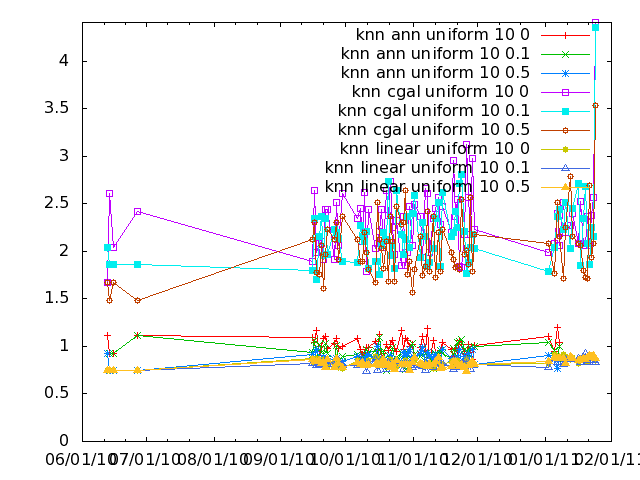 knn ann uniform 10 0
knn ann uniform 10 0.1
knn ann uniform 10 0.5
knn cgal uniform 10 0
knn cgal uniform 10 0.1
knn cgal uniform 10 0.5
knn linear uniform 10 0
knn linear uniform 10 0.1
knn linear uniform 10 0.5
4
3.5
3
2.5
2
1.5
1
0.5
0
06/01/10 07/01/10 08/01/10 09/01/10 10/01/10 11/01/10 12/01/10 01/01/11 02/01/11